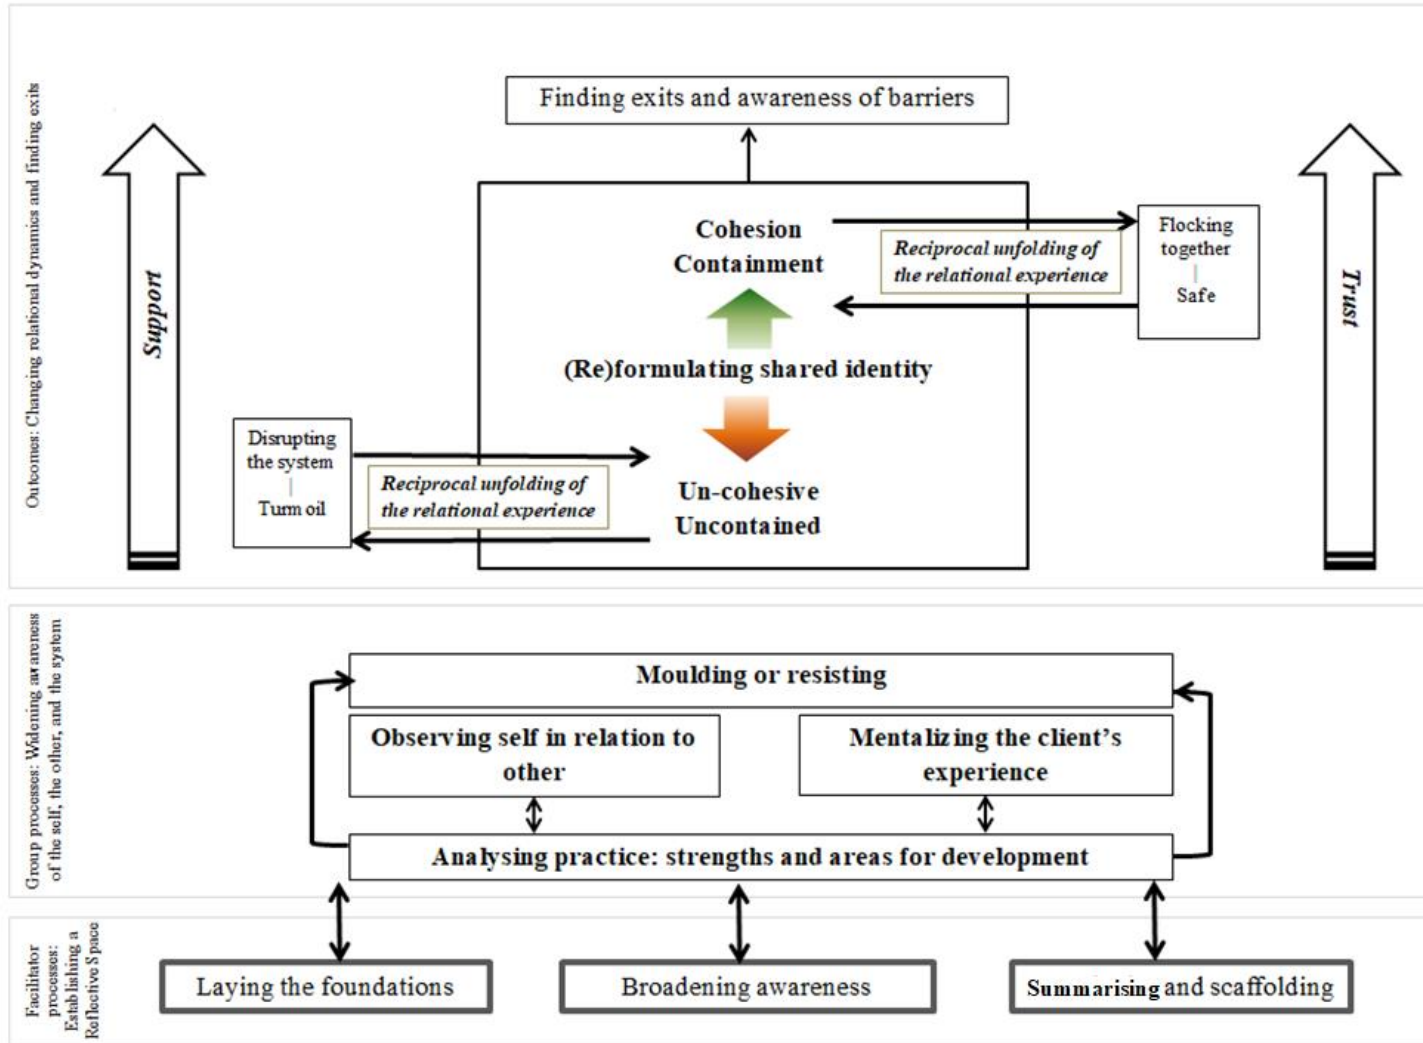 Outcomes: Changing relational dynamics and finding exits
Finding exits and awareness of barriers
Support
Trust
Cohesion
Containment
Reciprocal unfolding of
the relational experience
Flocking
together
Safe
(Re)formulating shared identity
Disrupting
the system
Turmoil
Reciprocal unfolding of
the relational experience
Un-cohesive
Uncontained
Group processes: Widening awareness
of the self, the other, and the system
Moulding or resisting
Observing self in relation to
other
Mentalizing the client's
experience
Analysing practice: strengths and areas for development
Facilitator
processes:
Establishing a
Reflective Space
Laying the foundations
Broadening awareness
Summarising and scaffolding